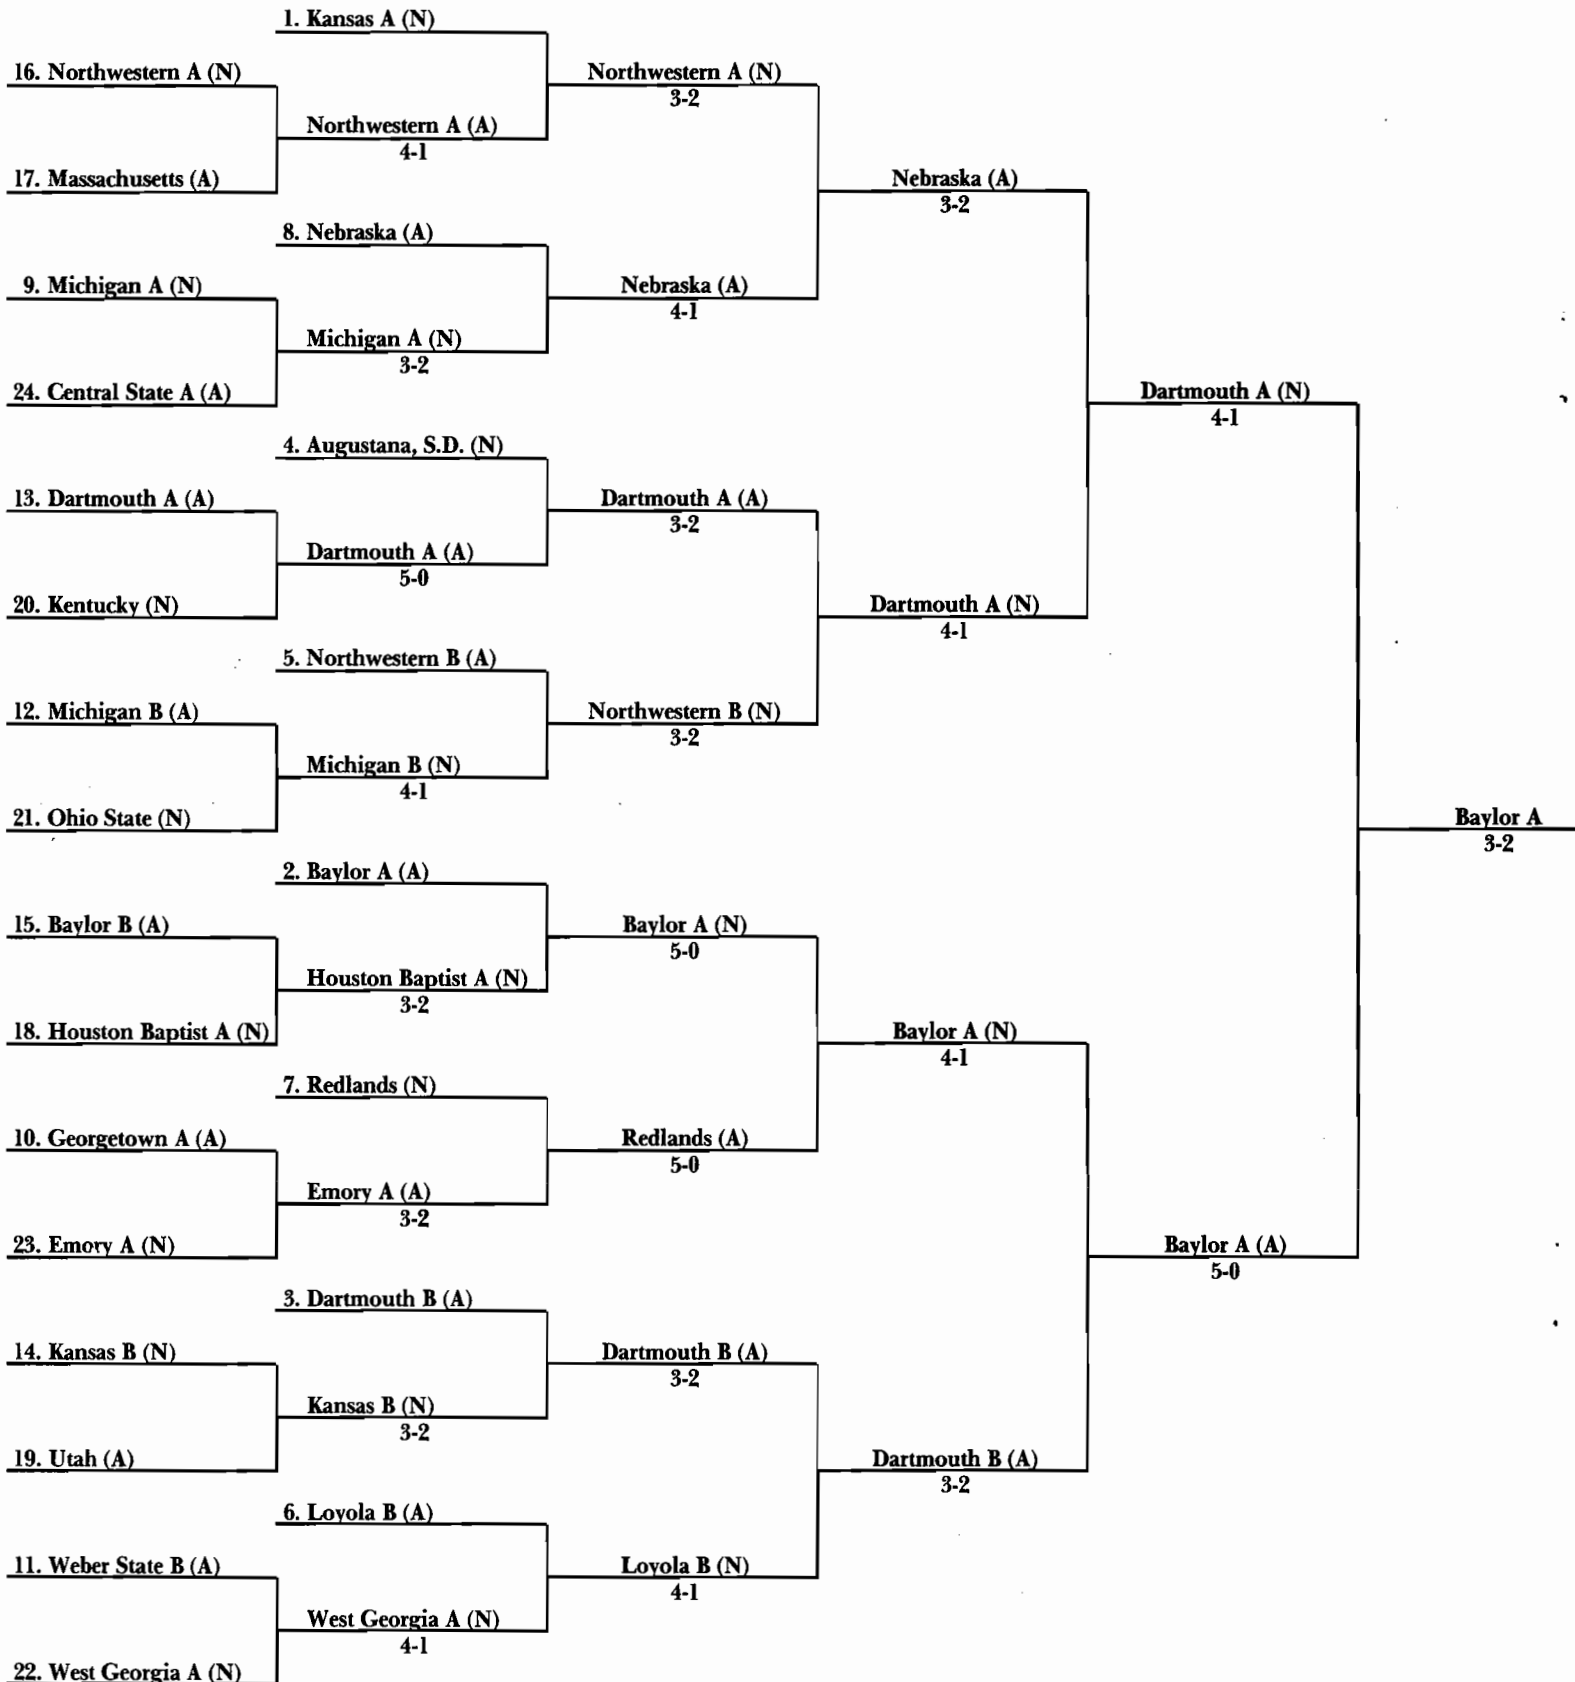 1. Kansas A (N)
16. Northwestern A (N)
Northwestern A (N)
3-2
Northwestern A (A)
4-1
17. Massachusetts (A)
Nebraska (A)
3-2
8. Nebraska (A)
9. Michigan A (N)
Nebraska (A)
4-1
Michigan A (N)
3-2
24. Central State A (A)
Dartmouth A (N)
4-1
4. Augustana, S.D. (N)
13. Dartmouth A (A)
Dartmouth A (A)
3-2
Dartmouth A (A)
5-0
20. Kentucky (N)
Dartmouth A (N)
4-1
5. Northwestern B (A)
12. Michigan B (A)
Northwestern B (N)
3-2
Michigan B (N)
4-1
21. Ohio State (N)
Baylor A
3-2
2. Baylor A (A)
15. Baylor B (A)
Baylor A (N)
5-0
Houston Baptist A (N)
3-2
18. Houston Baptist A (N)
Baylor A (N)
4-1
7. Redlands (N)
10. Georgetown A (A)
Redlands (A)
5-0
Emory A (A)
3-2
23. Emory A (N)
Baylor A (A)
5-0
3. Dartmouth B (A)
14. Kansas B (N)
Dartmouth B (A)
3-2
Kansas B (N)
3-2
19. Utah (A)
Dartmouth B (A)
3-2
6. Loyola B (A)
11. Weber State B (A)
Loyola B (N)
4-1
West Georgia A (N)
4-1
22. West Georgia A (N)